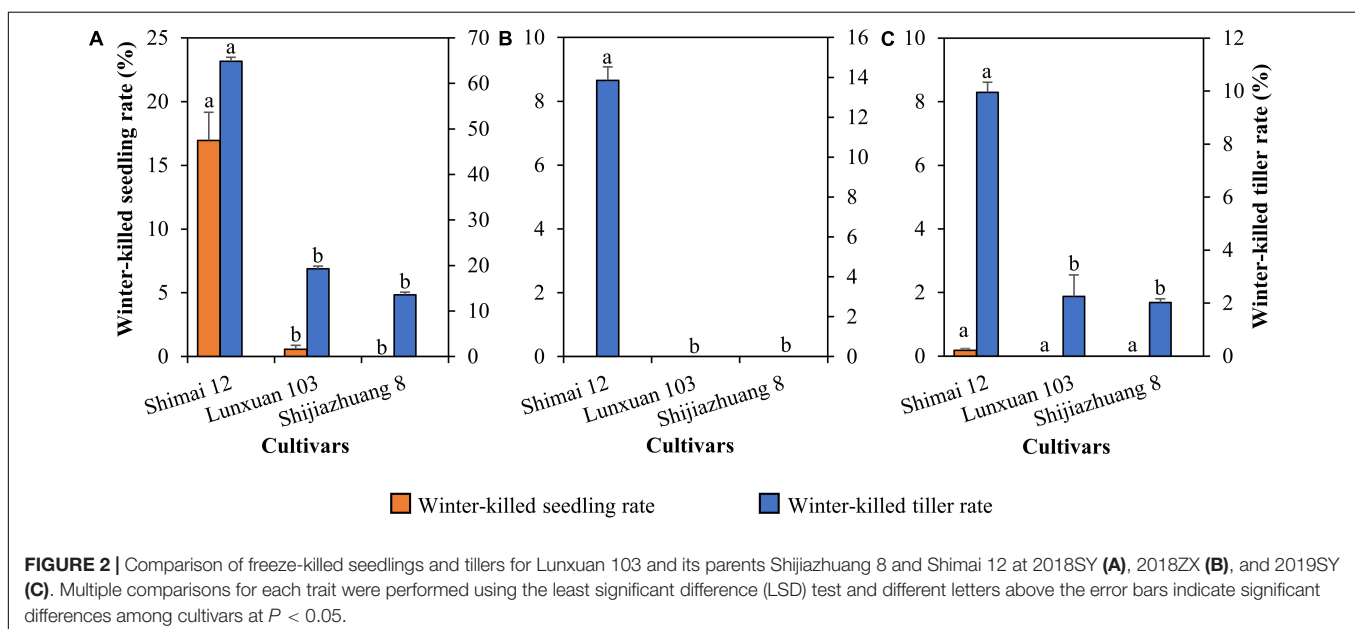 A
B
C
Winter-killed seedling rate (%)
25
20
15
10
5
0
70
60
50
40
30
20
10
0
a
a
b
b
b
b
Shimai 12
Lunxuan 103
Shijiazhuang 8
Cultivars
10
8
6
4
2
0
16
14
12
10
8
6
4
2
0
a
b
b
Shimai 12
Lunxuan 103
Shijiazhuang 8
Cultivars
10
8
6
4
2
0
12
10
8
6
4
2
0
Winter-killed tiller rate (%)
a
a
a
b
a
b
Shimai 12
Lunxuan 103
Shijiazhuang 8
Cultivars
Winter-killed seedling rate
Winter-killed tiller rate
FIGURE 2 | Comparison of freeze-killed seedlings and tillers for Lunxuan 103 and its parents Shijiazhuang 8 and Shimai 12 at 2018SY (A), 2018ZX (B), and 2019SY
(C). Multiple comparisons for each trait were performed using the least significant difference (LSD) test and different letters above the error bars indicate significant
differences among cultivars at P < 0.05.